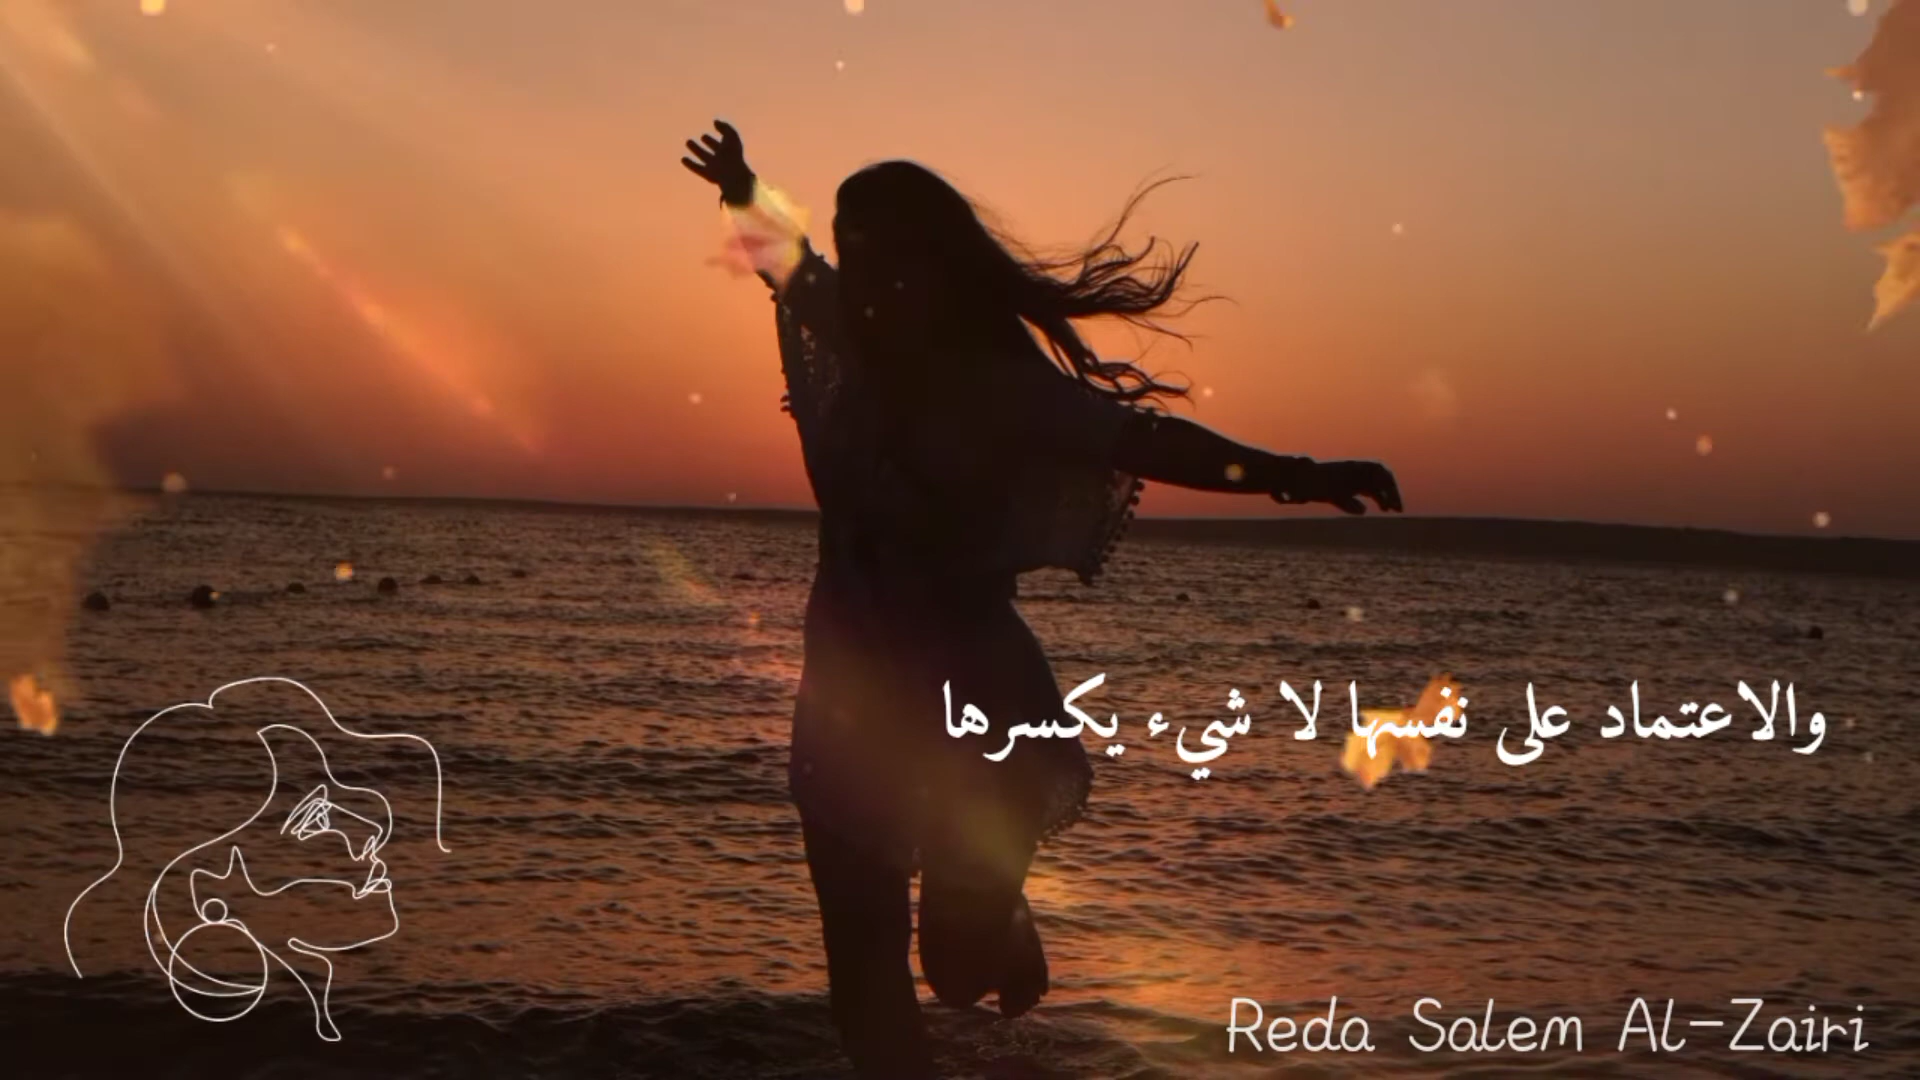 والاعتماد على نفسها لا شيء يكسرها
Reda Salem Al-Zairi